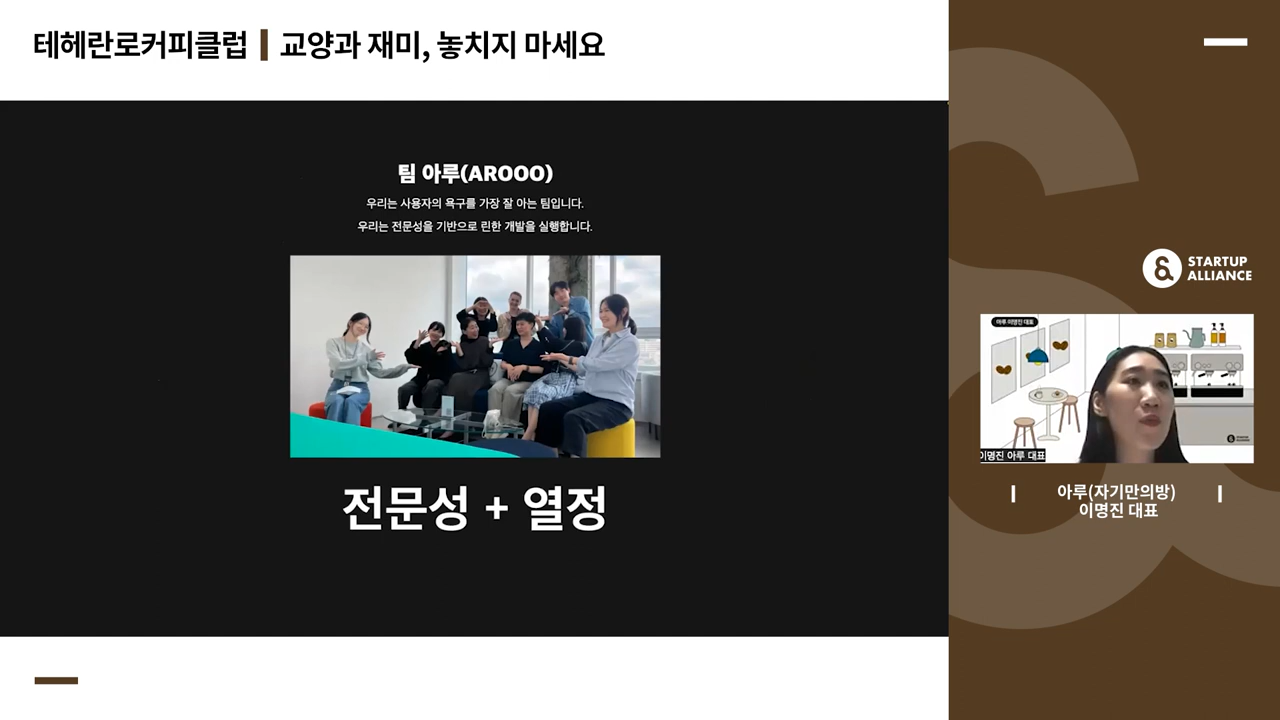 테헤란로커피클럽 | 교양과 재미, 놓치지 마세요
팀 아루(AROOO)
우리는 사용자의 욕구를 가장 잘 아는 팀입니다.
우리는 전문성을 기반으로 린한 개발을 실행합니다.
전문성 + 열정
STARTUP
ALLIANCE
아루 이명진 대표
이명진 아루 대표
아루(자기만의방)
이명진 대표